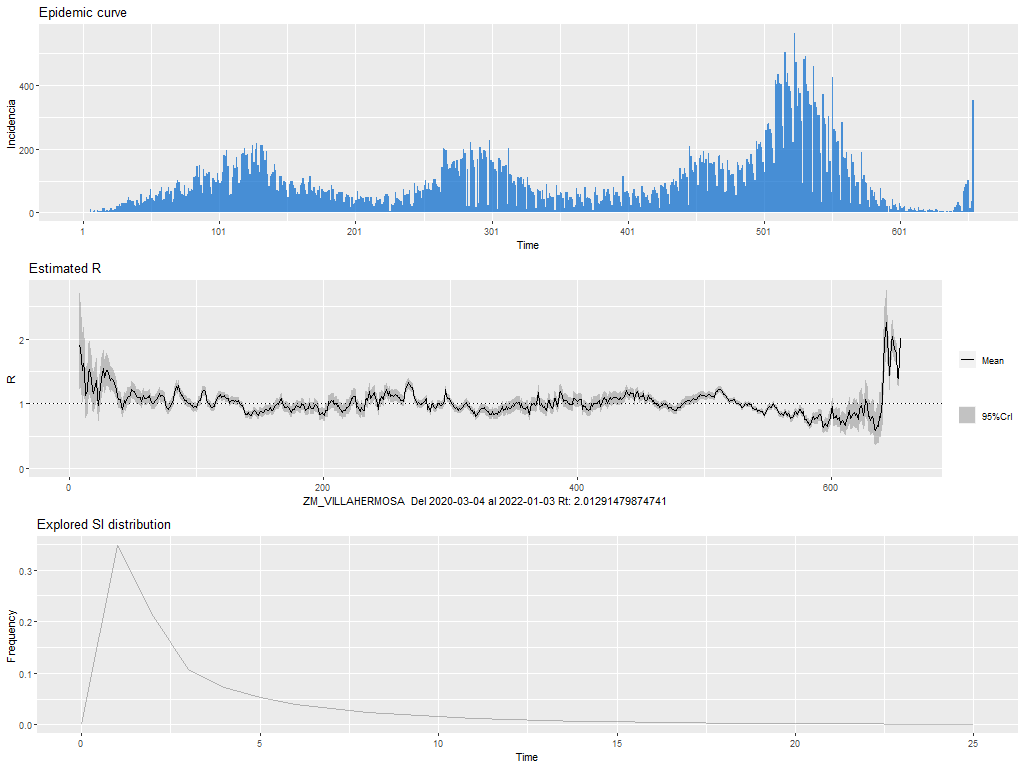 Epidemic curve
Incidencia
400
200
0
1 101 201 301 401 501 601
Time
Estimated R
R
2
1
0
0 200 400 600
ZM_VILLAHERMOSA Del 2020-03-04 al 2022-01-03 Rt: 2.01291479874741
Mean
95%CrI
Explored SI distribution
Frequency
0.3
0.2
0.1
0.0
0 5 10 15 20 25
Time